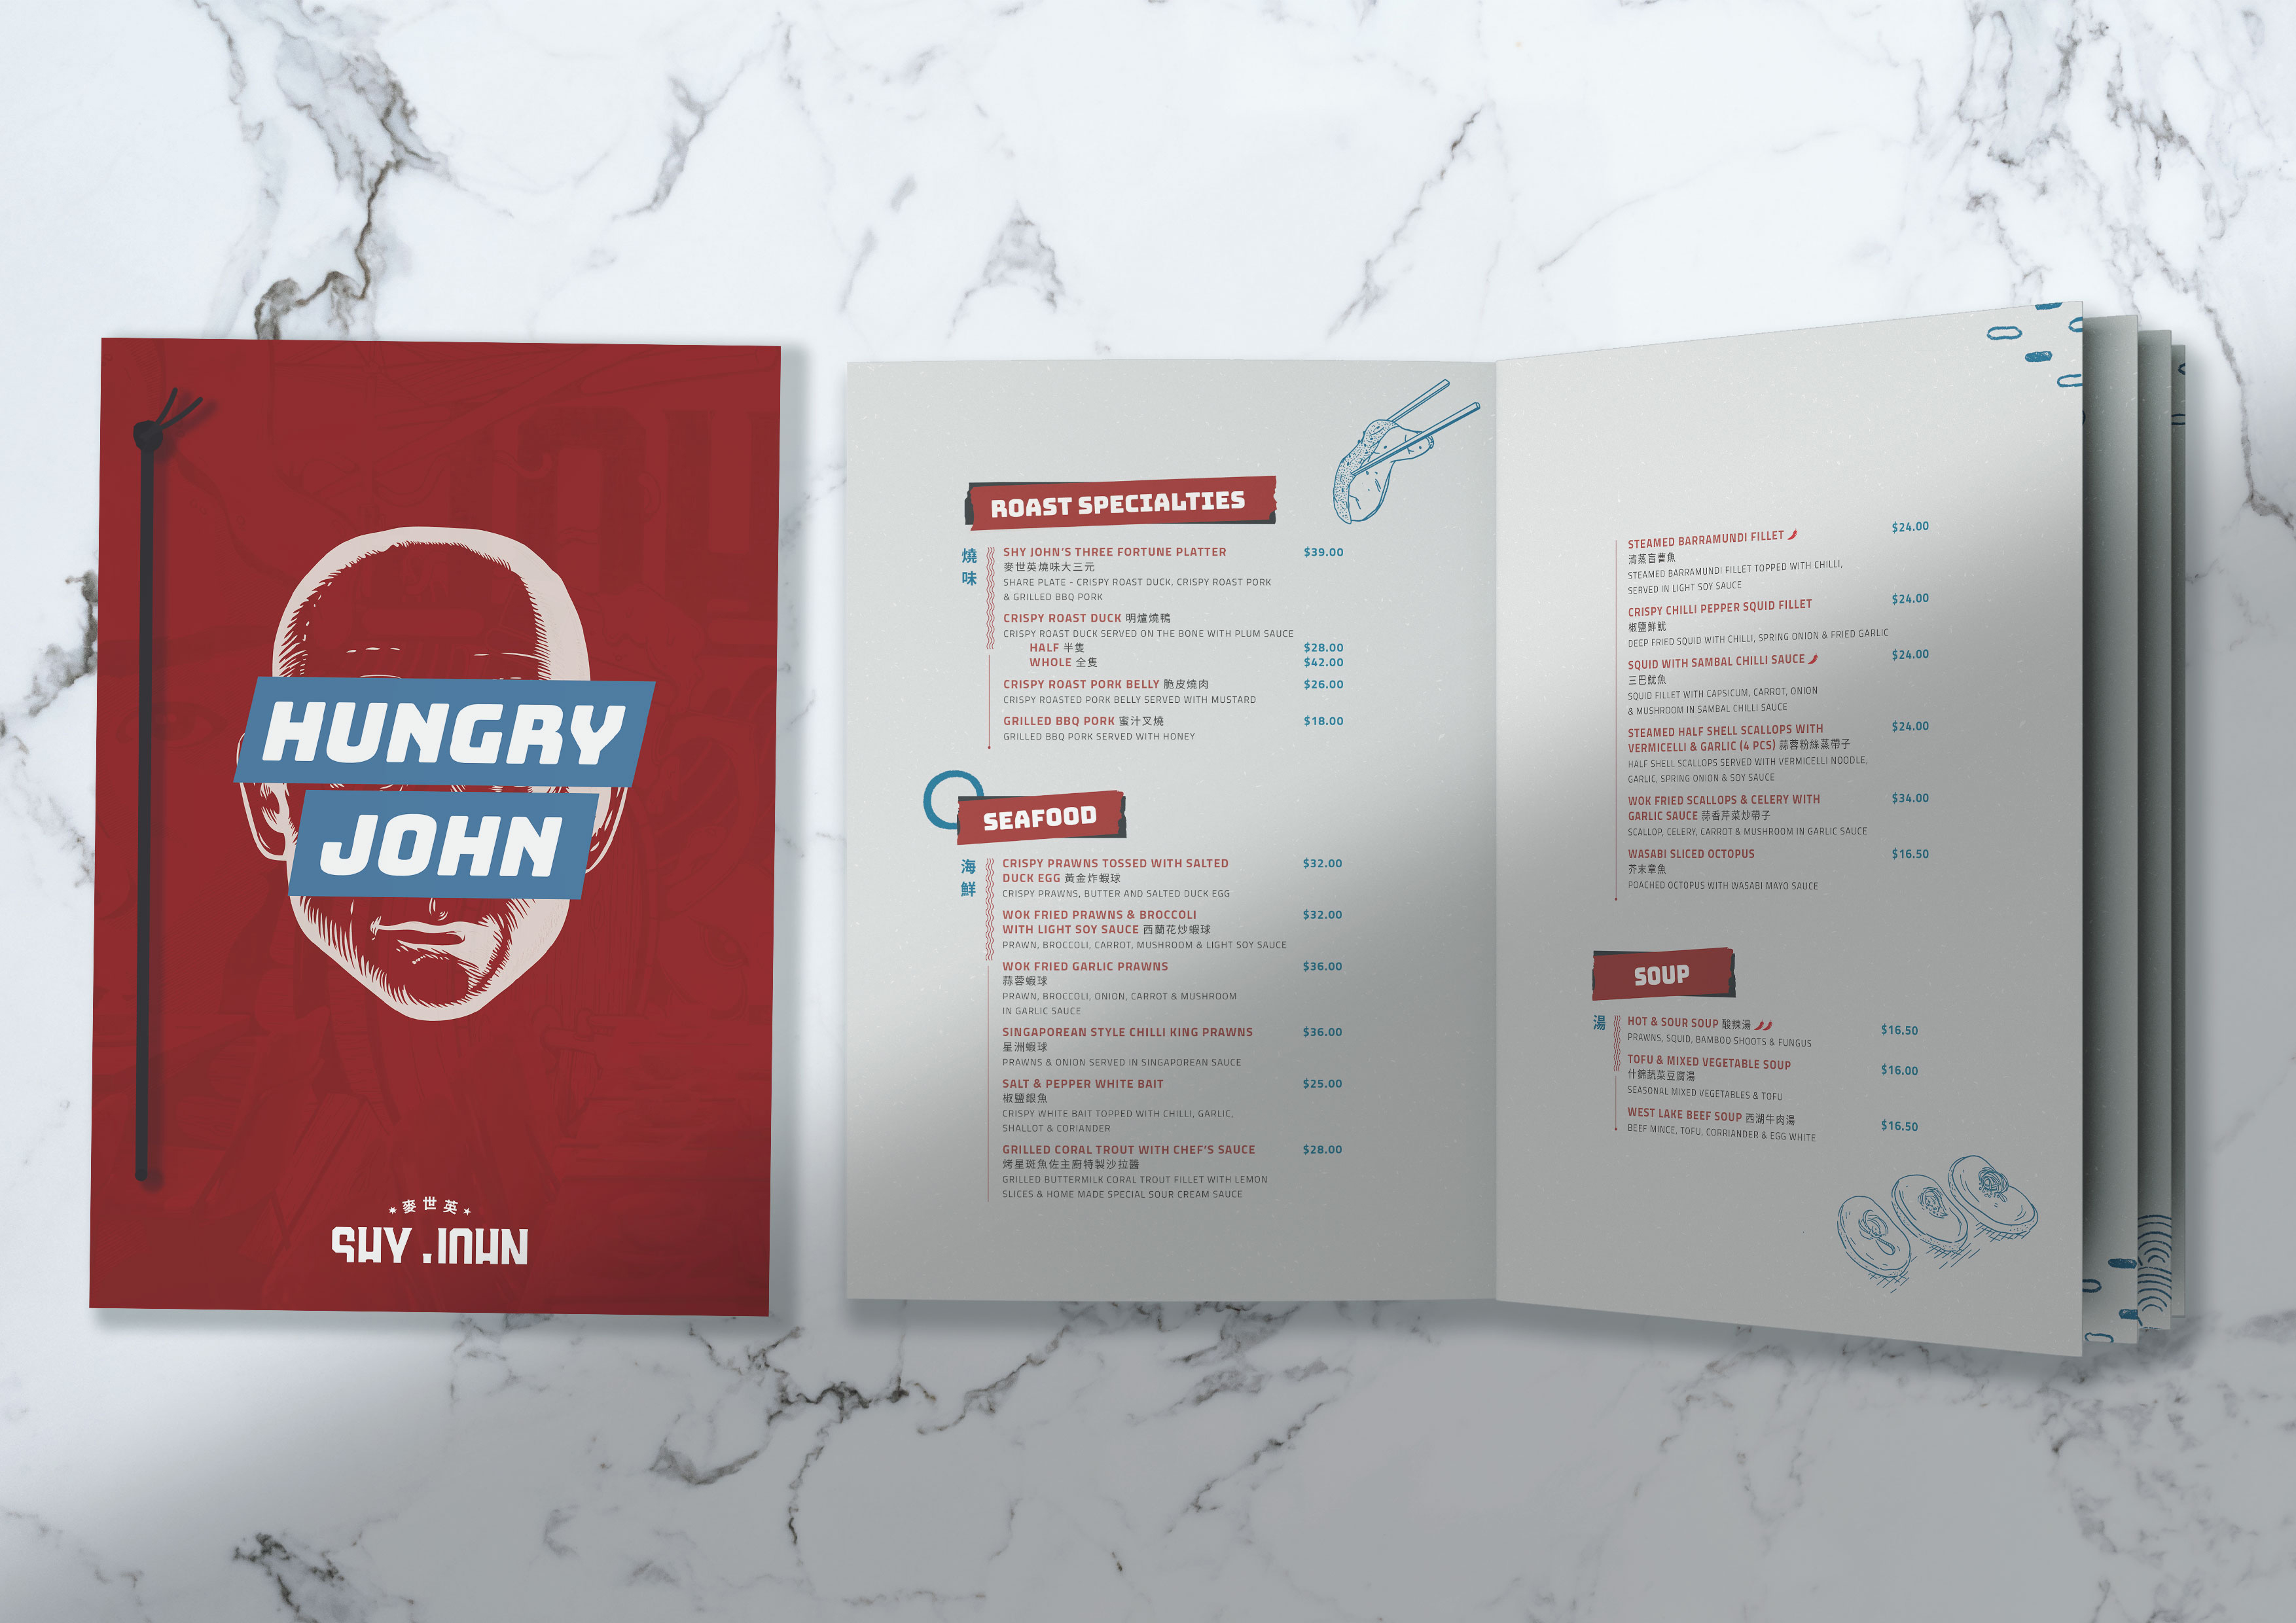 HUNGRY
JOHN
麥世英
SHY JOHN
ROAST SPECIALTIES
燒味
SHY JOHN'S THREE FORTUNE PLATTER $39.00
麥世英燒味大三元
SHARE PLATE - CRISPY ROAST DUCK, CRISPY ROAST PORK
& GRILLED BBQ PORK
CRISPY ROAST DUCK 明爐燒鴨
CRISPY ROAST DUCK SERVED ON THE BONE WITH PLUM SAUCE
HALF 半隻 $28.00
WHOLE 全隻 $42.00
CRISPY ROAST PORK BELLY 脆皮燒肉 $26.00
CRISPY ROASTED PORK BELLY SERVED WITH MUSTARD
GRILLED BBQ PORK 蜜汁叉燒 $18.00
GRILLED BBQ PORK SERVED WITH HONEY
SEAFOOD
海鮮
CRISPY PRAWNS TOSSED WITH SALTED $32.00
DUCK EGG 黃金炸蝦球
CRISPY PRAWNS, BUTTER AND SALTED DUCK EGG
WOK FRIED PRAWNS & BROCCOLI $32.00
WITH LIGHT SOY SAUCE 西蘭花炒蝦球
PRAWN, BROCCOLI, CARROT, MUSHROOM & LIGHT SOY SAUCE
WOK FRIED GARLIC PRAWNS $36.00
蒜蓉蝦球
PRAWN, BROCCOLI, ONION, CARROT & MUSHROOM
IN GARLIC SAUCE
SINGAPOREAN STYLE CHILLI KING PRAWNS $36.00
星洲蝦球
PRAWNS & ONION SERVED IN SINGAPOREAN SAUCE
SALT & PEPPER WHITE BAIT $25.00
椒鹽銀魚
CRISPY WHITE BAIT TOPPED WITH CHILLI, GARLIC,
SHALLOT & CORIANDER
GRILLED CORAL TROUT WITH CHEF'S SAUCE $28.00
烤星斑魚佐主廚特製沙拉醬
GRILLED BUTTERMILK CORAL TROUT FILLET WITH LEMON
SLICES & HOME MADE SPECIAL SOUR CREAM SAUCE
STEAMED BARRAMUNDI FILLET $24.00
清蒸盲曹魚
STEAMED BARRAMUNDI FILLET TOPPED WITH CHILLI,
SERVED IN LIGHT SOY SAUCE
CRISPY CHILLI PEPPER SQUID FILLET $24.00
椒鹽鮮魷
DEEP FRIED SQUID WITH CHILLI, SPRING ONION & FRIED GARLIC
SQUID WITH SAMBAL CHILLI SAUCE $24.00
三巴魷魚
SQUID FILLET WITH CAPSICUM, CARROT, ONION
& MUSHROOM IN SAMBAL CHILLI SAUCE
STEAMED HALF SHELL SCALLOPS WITH $24.00
VERMICELLI & GARLIC (4 PCS) 蒜蓉粉絲蒸帶子
HALF SHELL SCALLOPS SERVED WITH VERMICELLI NOODLE,
GARLIC, SPRING ONION & SOY SAUCE
WOK FRIED SCALLOPS & CELERY WITH $34.00
GARLIC SAUCE 蒜香芹菜炒帶子
SCALLOP, CELERY, CARROT & MUSHROOM IN GARLIC SAUCE
WASABI SLICED OCTOPUS $16.50
芥末章魚
POACHED OCTOPUS WITH WASABI MAYO SAUCE
SOUP
湯
HOT & SOUR SOUP 酸辣湯 $16.50
PRAWNS, SQUID, BAMBOO SHOOTS & FUNGUS
TOFU & MIXED VEGETABLE SOUP $16.00
什錦蔬菜豆腐湯
SEASONAL MIXED VEGETABLES & TOFU
WEST LAKE BEEF SOUP 西湖牛肉湯 $16.50
BEEF MINCE, TOFU, CORRIANDER & EGG WHITE